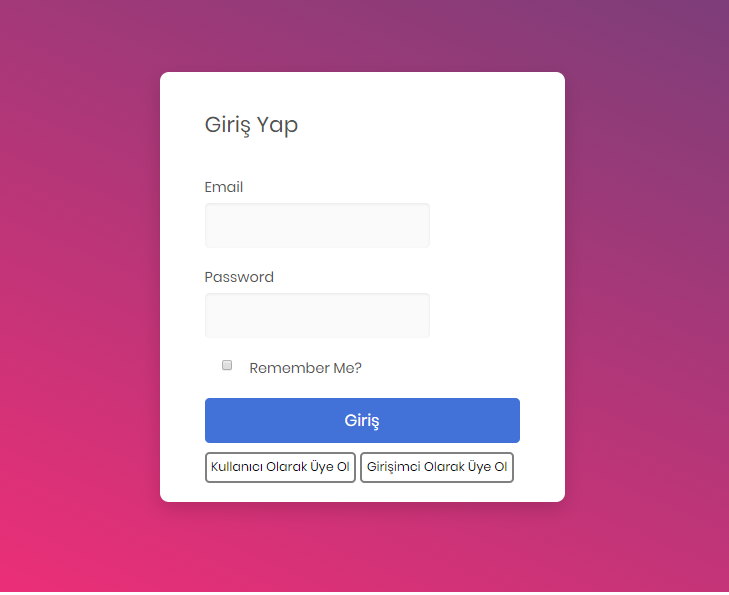 Giriş Yap
Email
Password
Remember Me?
Giriş
Kullanıcı Olarak Üye Ol Girişimci Olarak Üye Ol